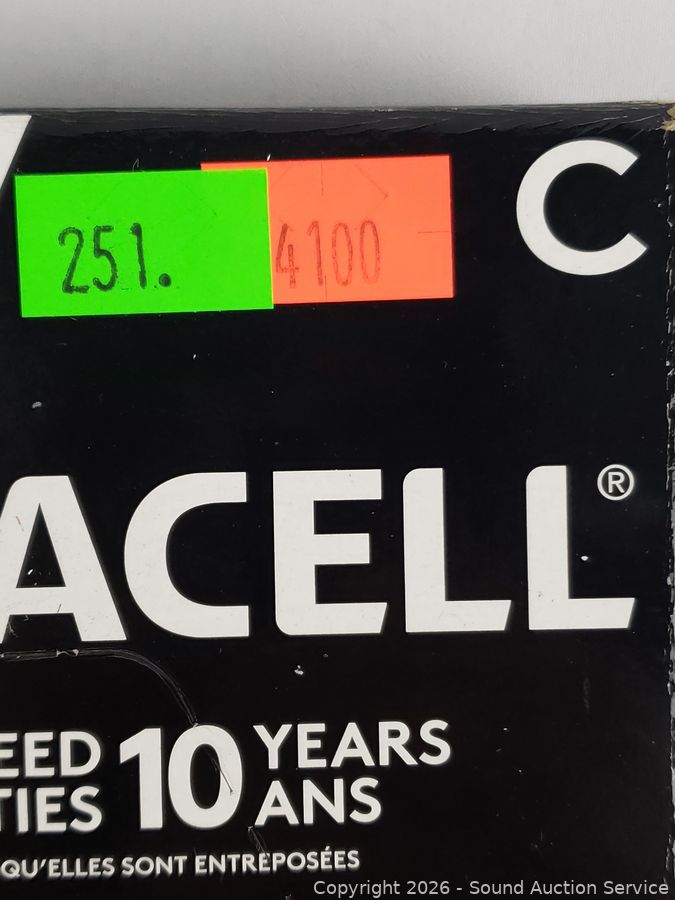 C
251.
4100
ACELL®
EED 10 YEARS
TIES ANS
QU'ELLES SONT ENTREPOSÉES
Copyright 2026 - Sound Auction Service